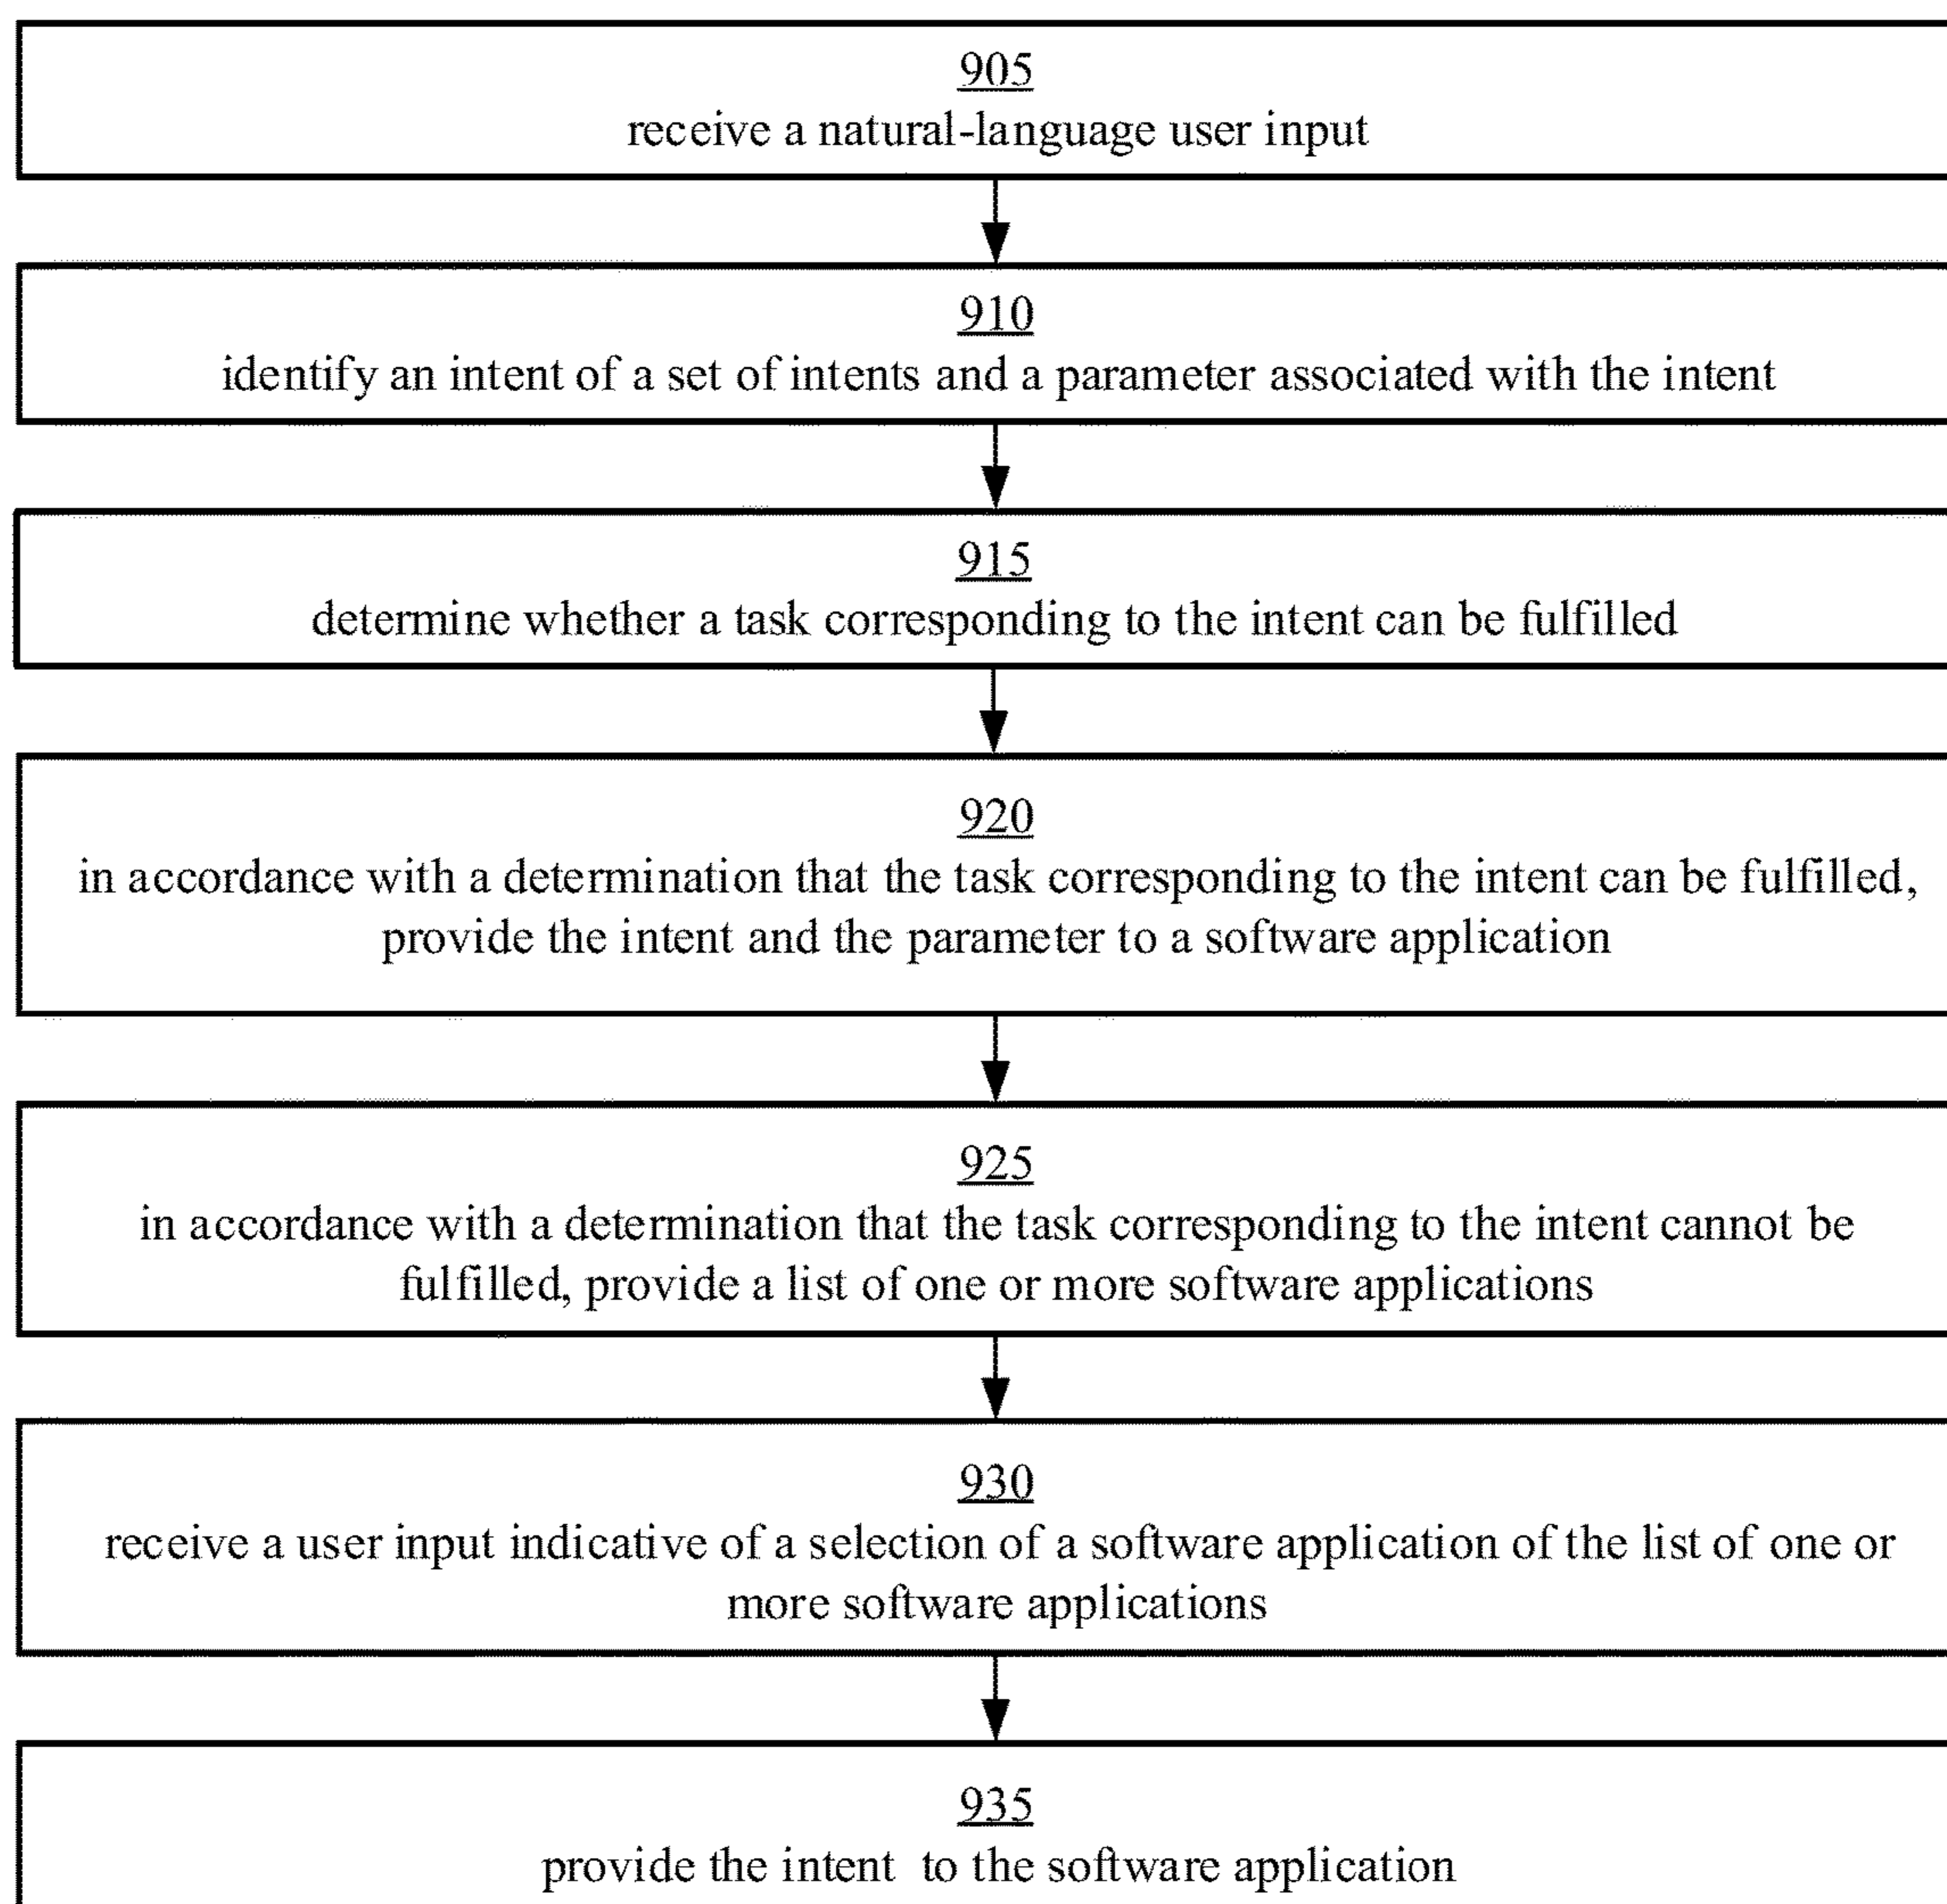 905
receive a natural-language user input
910
identify an intent of a set of intents and a parameter associated with the intent
915
determine whether a task corresponding to the intent can be fulfilled
920
in accordance with a determination that the task corresponding to the intent can be fulfilled,
provide the intent and the parameter to a software application
925
in accordance with a determination that the task corresponding to the intent cannot be
fulfilled, provide a list of one or more software applications
930
receive a user input indicative of a selection of a software application of the list of one or
more software applications
935
provide the intent to the software application